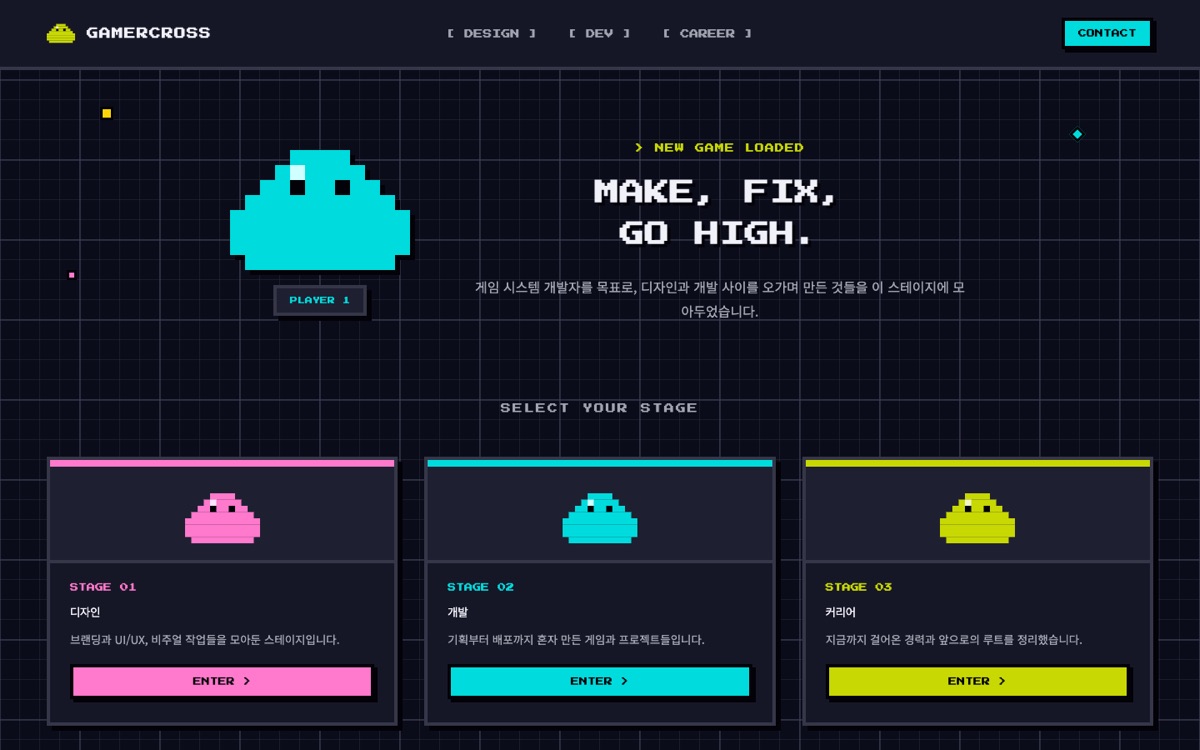 GAMERCROSS
[ DESIGN ]
[ DEV ]
[ CAREER ]
CONTACT
> NEW GAME LOADED
MAKE, FIX,
GO HIGH.
게임 시스템 개발자를 목표로, 디자인과 개발 사이를 오가며 만든 것들을 이 스테이지에 모
아두었습니다.
PLAYER 1
SELECT YOUR STAGE
STAGE 01
디자인
브랜딩과 UI/UX, 비주얼 작업들을 모아둔 스테이지입니다.
ENTER >
STAGE 02
개발
기획부터 배포까지 혼자 만든 게임과 프로젝트들입니다.
ENTER >
STAGE 03
커리어
지금까지 걸어온 경력과 앞으로의 루트를 정리했습니다.
ENTER >